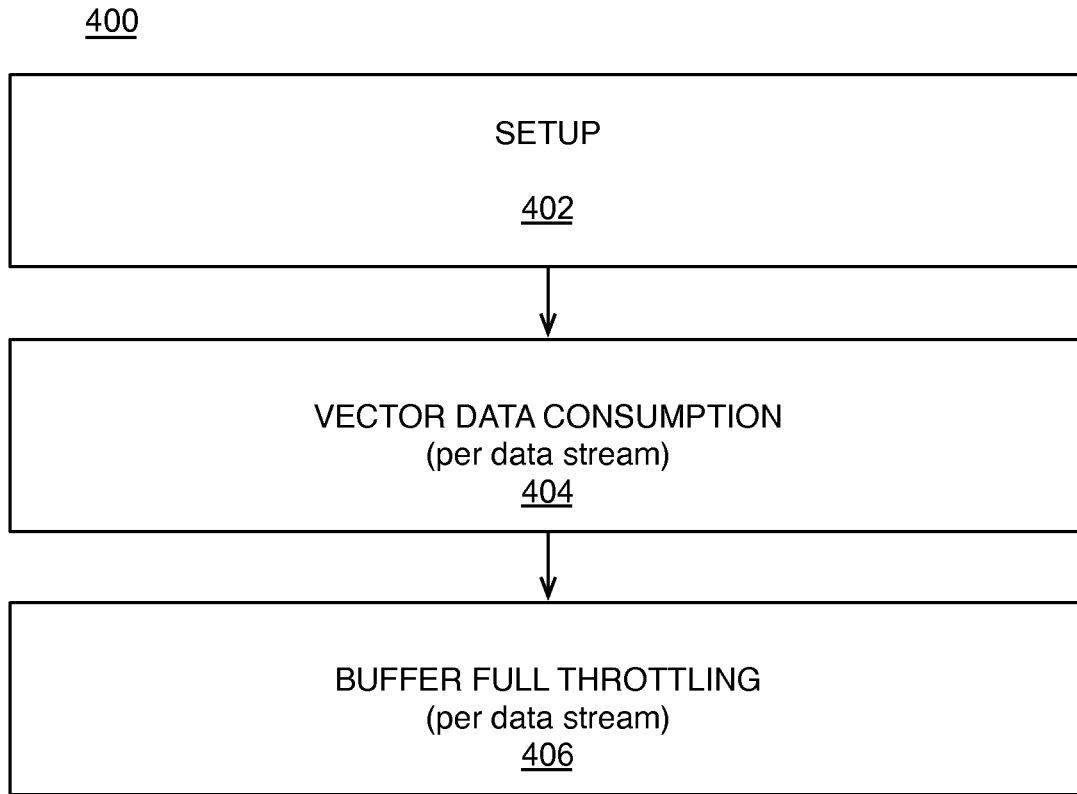 400
SETUP
402
VECTOR DATA CONSUMPTION
(per data stream)
404
BUFFER FULL THROTTLING
(per data stream)
406